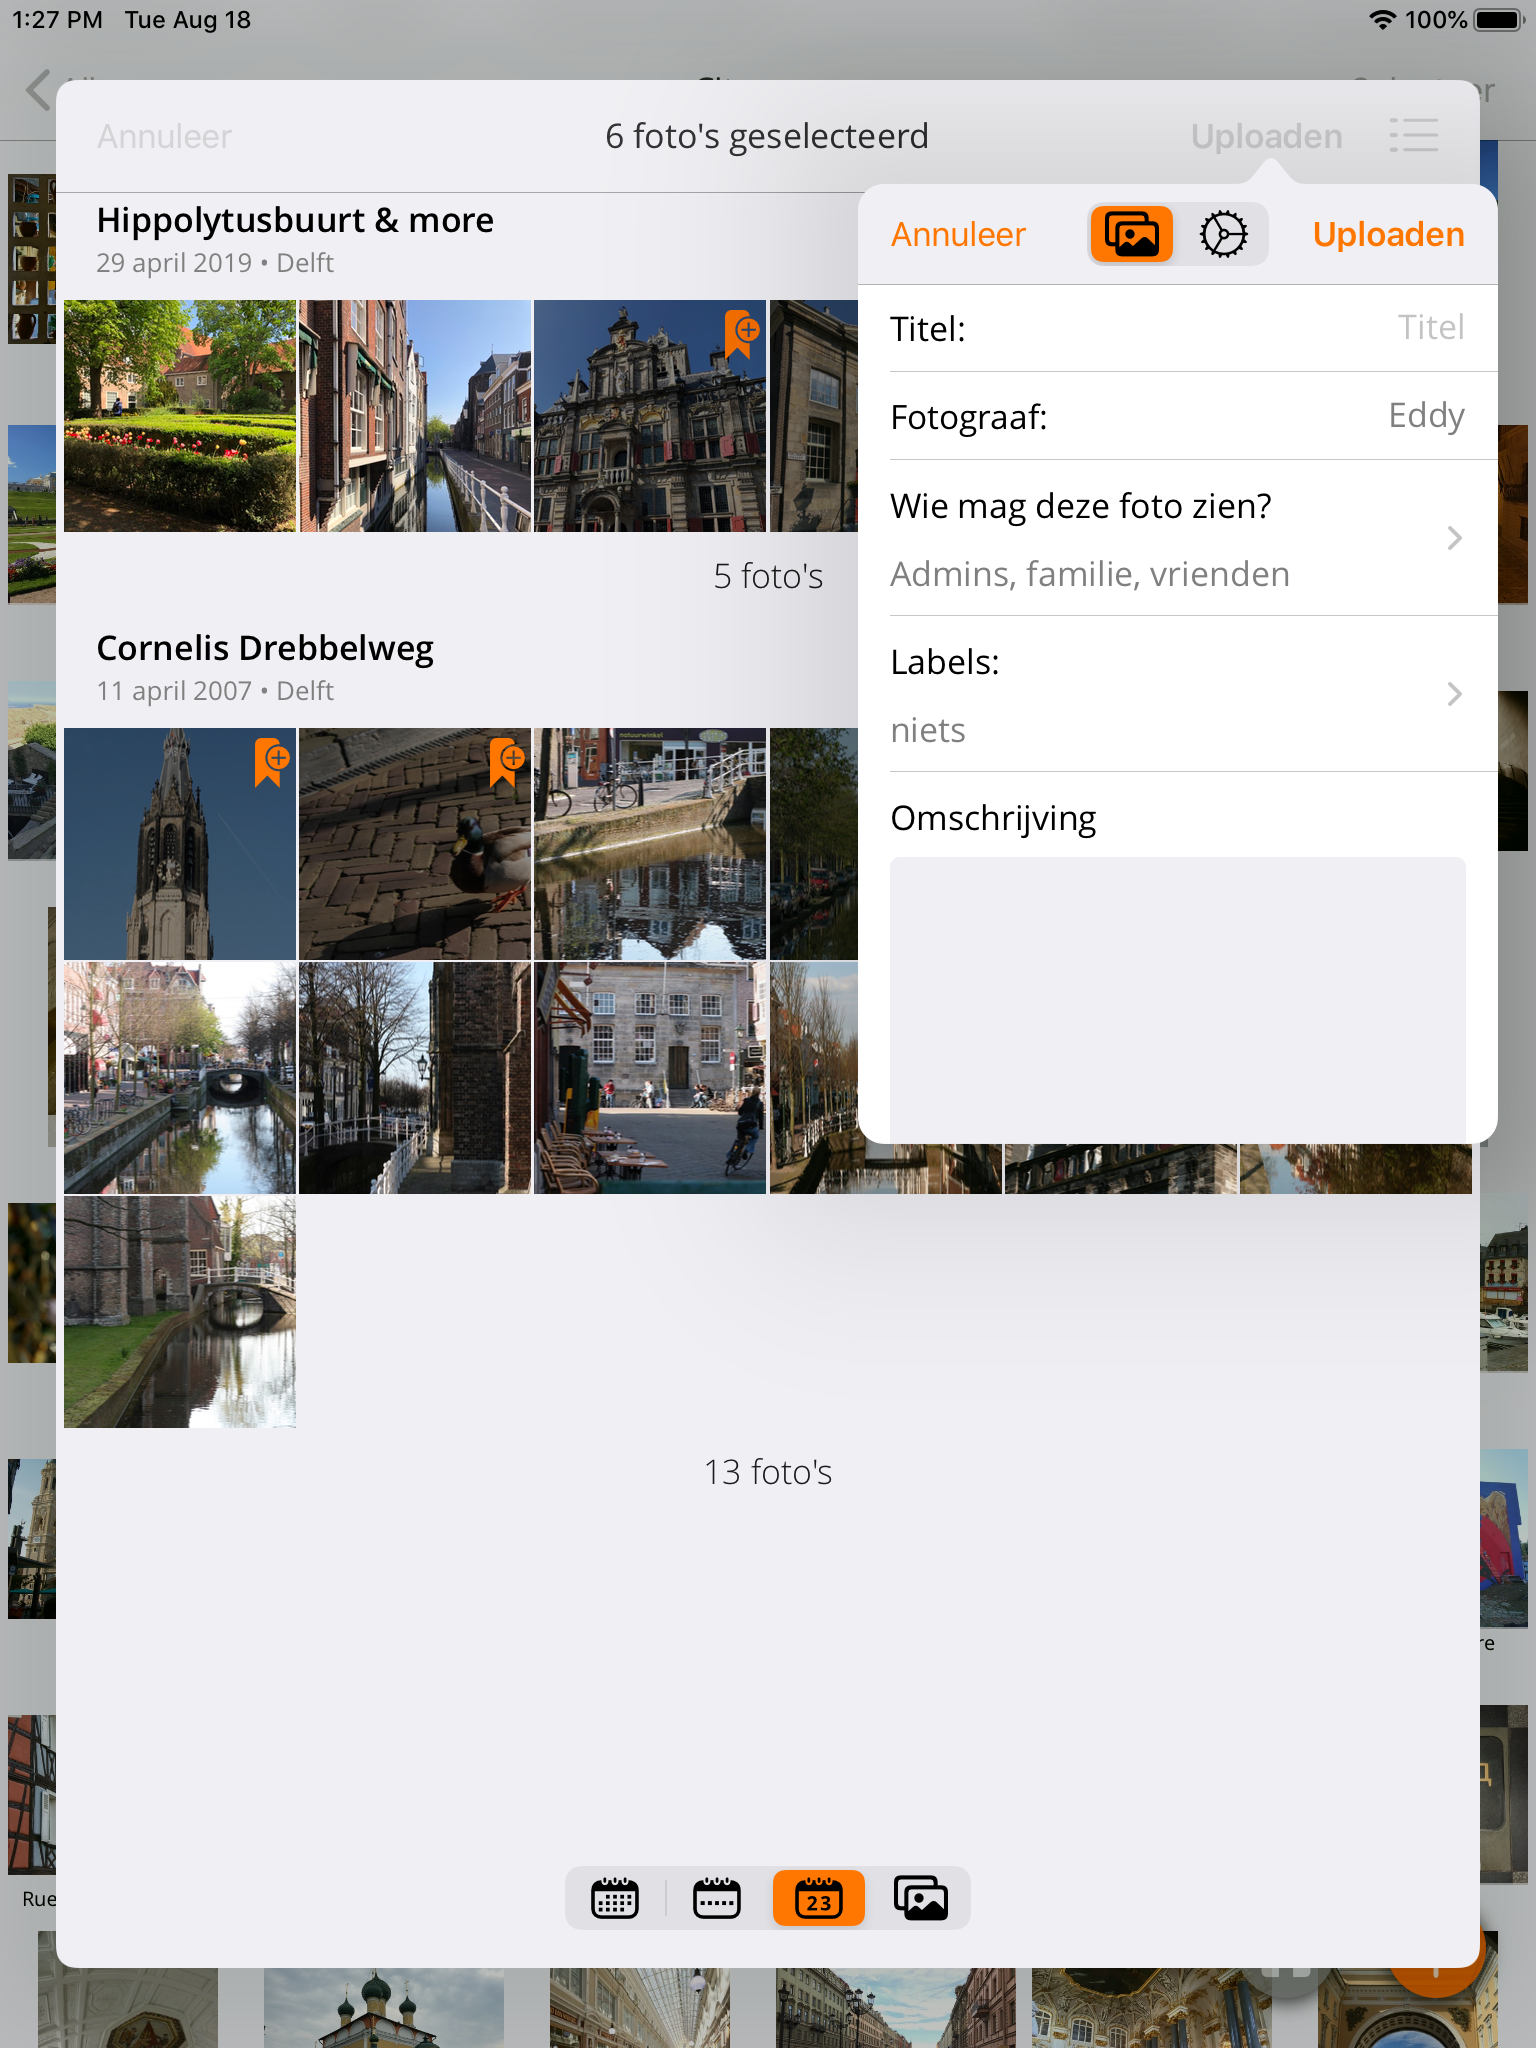 1:27 PM Tue Aug 18 100%
Annuleer 6 foto's geselecteerd Uploaden
Hippolytusbuurt & more
29 april 2019 • Delft
5 foto's
Cornelis Drebbelweg
11 april 2007 • Delft
13 foto's
23
Annuleer Uploaden
Titel: Titel
Fotograaf: Eddy
Wie mag deze foto zien?
Admins, familie, vrienden
Labels:
niets
Omschrijving
Rue
re